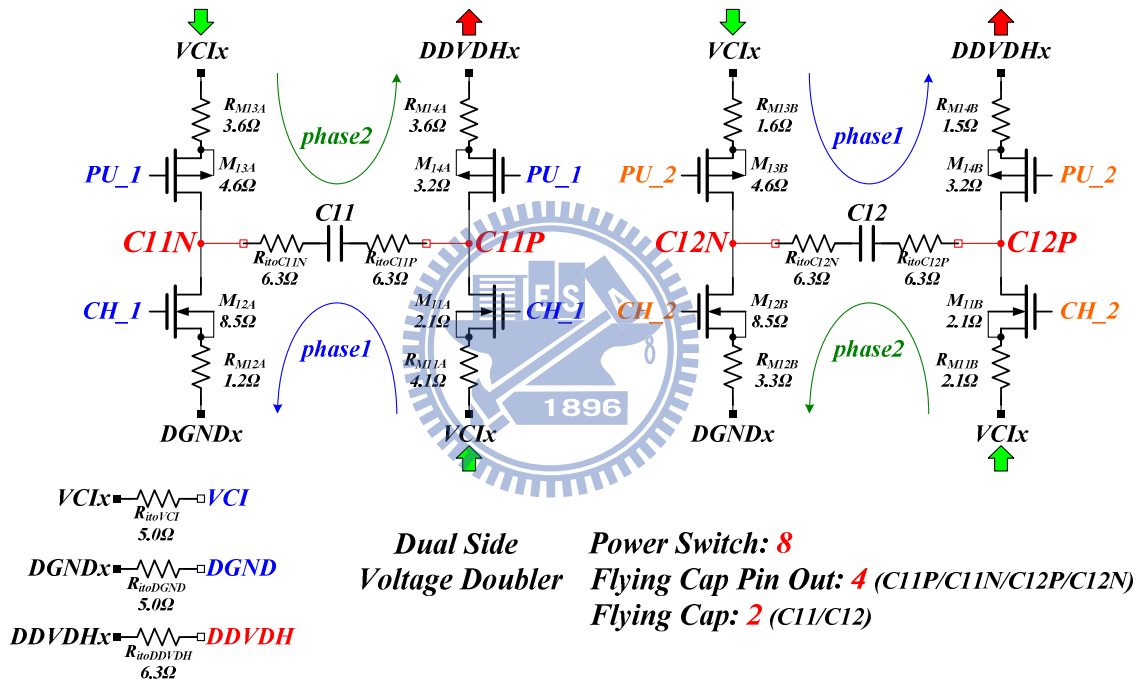 VCIx
DDVDHx
VCIx
DDVDHx
RM13A
3.6Ω
RM14A
3.6Ω
RM13B
1.6Ω
RM14B
1.5Ω
phase2
phase1
M13A
4.6Ω
M14A
3.2Ω
M13B
4.6Ω
M14B
3.2Ω
PU_1
PU_1
PU_2
PU_2
C11
C12
C11N
C11P
C12N
C12P
RitoC11N
6.3Ω
RitoC11P
6.3Ω
RitoC12N
6.3Ω
RitoC12P
6.3Ω
M12A
8.5Ω
M11A
2.1Ω
M12B
8.5Ω
M11B
2.1Ω
CH_1
CH_1
CH_2
CH_2
phase1
phase2
RM12A
1.2Ω
RM11A
4.1Ω
RM12B
3.3Ω
RM11B
2.1Ω
ES
1896
DGNDx
VCIx
DGNDx
VCIx
VCIx
VCI
RitoVCI
5.0Ω
DGNDx
DGND
RitoDGND
5.0Ω
DDVDHx
DDVDH
RitoDDVDH
6.3Ω
Dual Side
Voltage Doubler
Power Switch: 8
Flying Cap Pin Out: 4 (C11P/C11N/C12P/C12N)
Flying Cap: 2 (C11/C12)